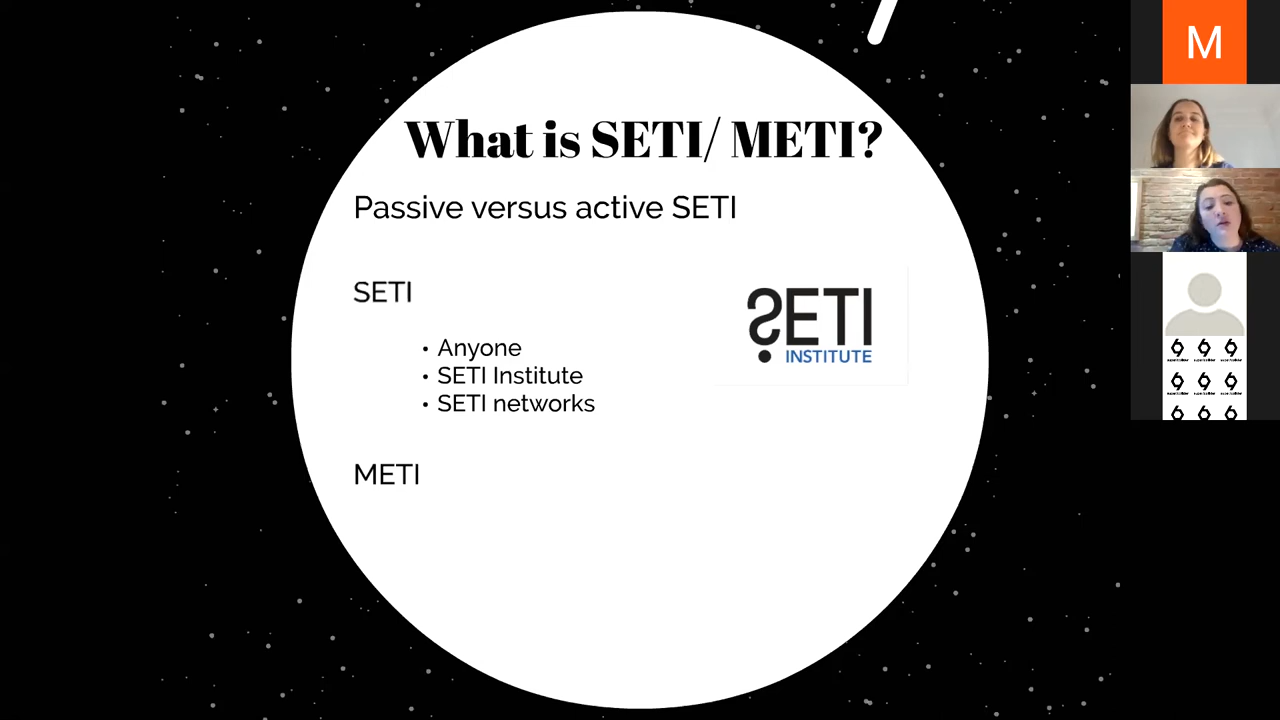 What is SETI/ METI?
Passive versus active SETI
SETI
• Anyone
• SETI Institute
• SETI networks
METI
SETI
INSTITUTE
M